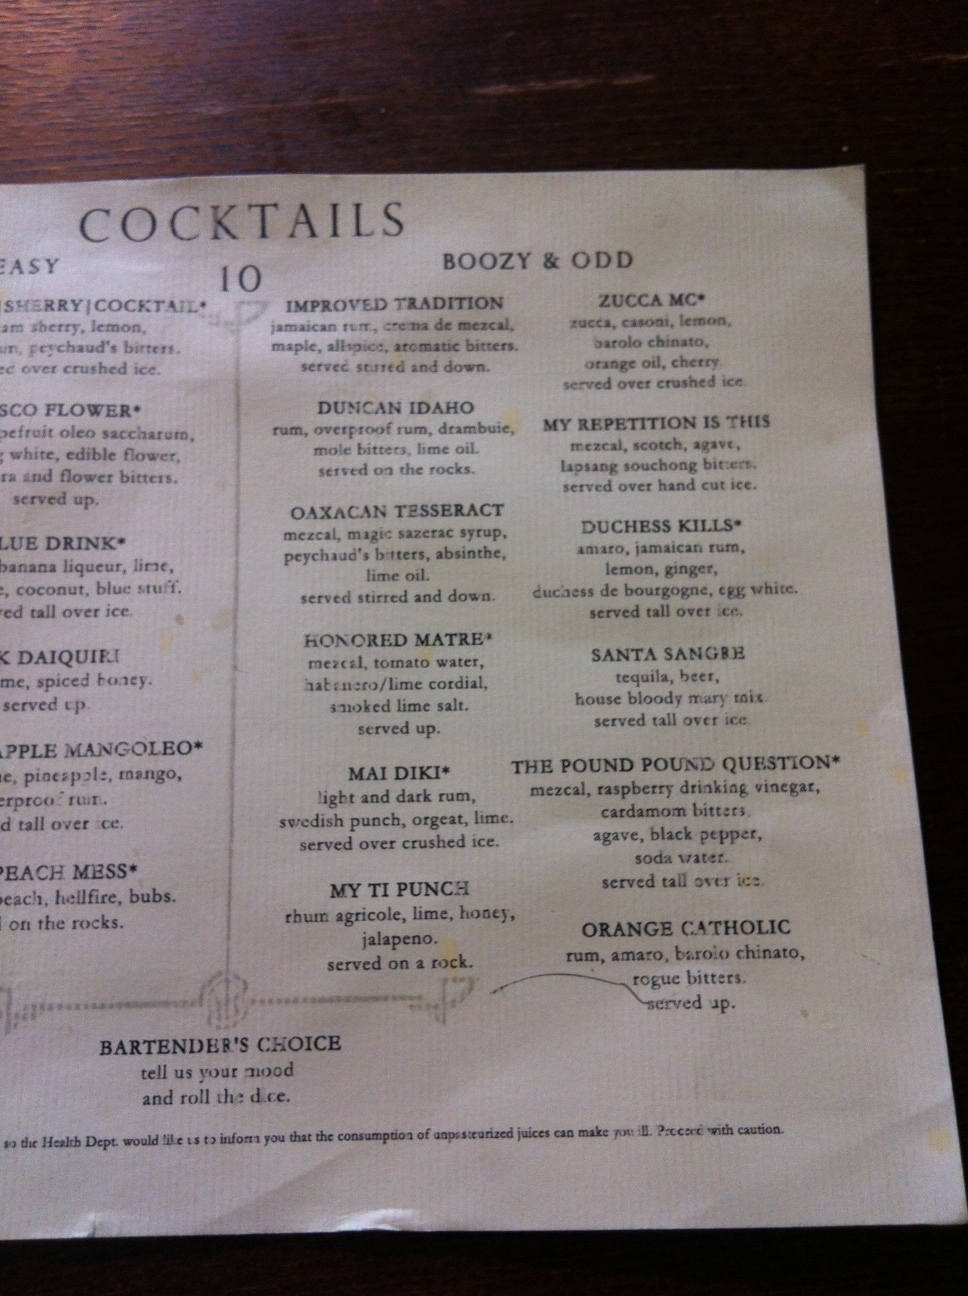 COCKTAILS
EASY
10
BOOZY & ODD
SHERRY|COCKTAIL*
sherry, lemon,
peychaud's bitters.
over crushed ice.
FLOWER*
oleo saccharum,
white, edible flower,
and flower bitters.
served up.
DRINK*
banana liqueur, lime,
coconut, blue stuff.
tall over ice.
DAIQUIRI
spiced honey.
served up.
MANGOLEO*
pineapple, mango,
rum.
tall over ice.
PEACH MESS*
peach, hellfire, bubs.
on the rocks.
IMPROVED TRADITION
jamaican rum, crema de mezcal,
maple, allspice, aromatic bitters.
served stirred and down.
DUNCAN IDAHO
rum, overproof rum, drambuie,
mole bitters, lime oil.
served on the rocks.
OAXACAN TESSERACT
mezcal, magic sazerac syrup,
peychaud's bitters, absinthe,
lime oil.
served stirred and down.
HONORED MATRE*
mezcal, tomato water,
habanero/lime cordial,
smoked lime salt.
served up.
MAI DIKI*
light and dark rum,
swedish punch, orgeat, lime.
served over crushed ice.
MY TI PUNCH
rhum agricole, lime, honey,
jalapeno.
served on a rock.
ZUCCA MC*
zucca, casoni, lemon,
barolo chinato,
orange oil, cherry.
served over crushed ice.
MY REPETITION IS THIS
mezcal, scotch, agave,
lapsang souchong bitters.
served over hand cut ice.
DUCHESS KILLS*
amaro, jamaican rum,
lemon, ginger,
duchess de bourgogne, egg white.
served tall over ice.
SANTA SANGRE
tequila, beer,
house bloody mary mix.
served tall over ice.
THE POUND POUND QUESTION*
mezcal, raspberry drinking vinegar,
cardamom bitters,
agave, black pepper,
soda water.
served tall over ice.
ORANGE CATHOLIC
rum, amaro, barolo chinato,
rogue bitters.
served up.
BARTENDER'S CHOICE
tell us your mood
and roll the dice.
so the Health Dept. would like us to inform you that the consumption of unpasteurized juices can make you ill. Proceed with caution.